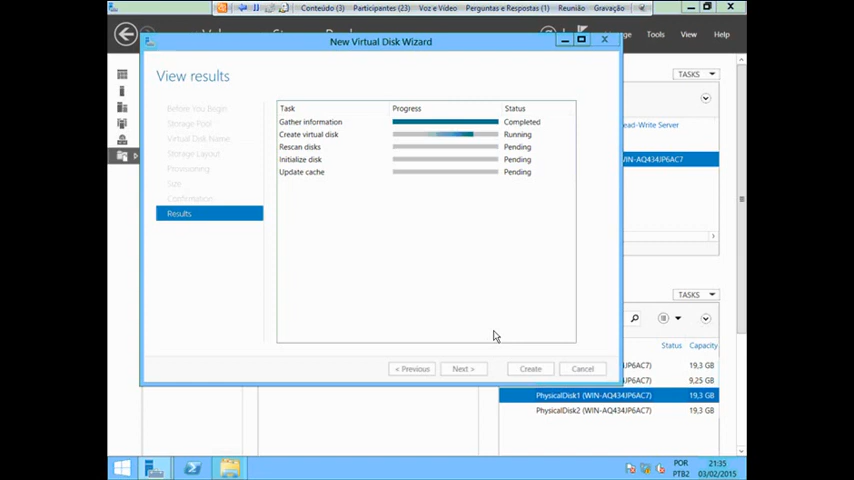 Conteúdo (3) Participantes (23) Voz e Vídeo Perguntas e Respostas (1) Reunião Gravação
New Virtual Disk Wizard
Tools View Help
View results
TASKS
Before You Begin
Storage Pool
Virtual Disk Name
Storage Layout
Provisioning
Size
Confirmation
Results
Task Progress Status
Gather information Completed
Create virtual disk Running
Rescan disks Pending
Initialize disk Pending
Update cache Pending
ead-Write Server
WIN-AQ434JP6AC7
TASKS
Status Capacity
JP6AC7) 19,3 GB
JP6AC7) 9,25 GB
PhysicalDisk1 (WIN-AQ434JP6AC7) 19,3 GB
PhysicalDisk2 (WIN-AQ434JP6AC7) 19,3 GB
< Previous Next > Create Cancel
POR 21:35
PTB2 03/02/2015